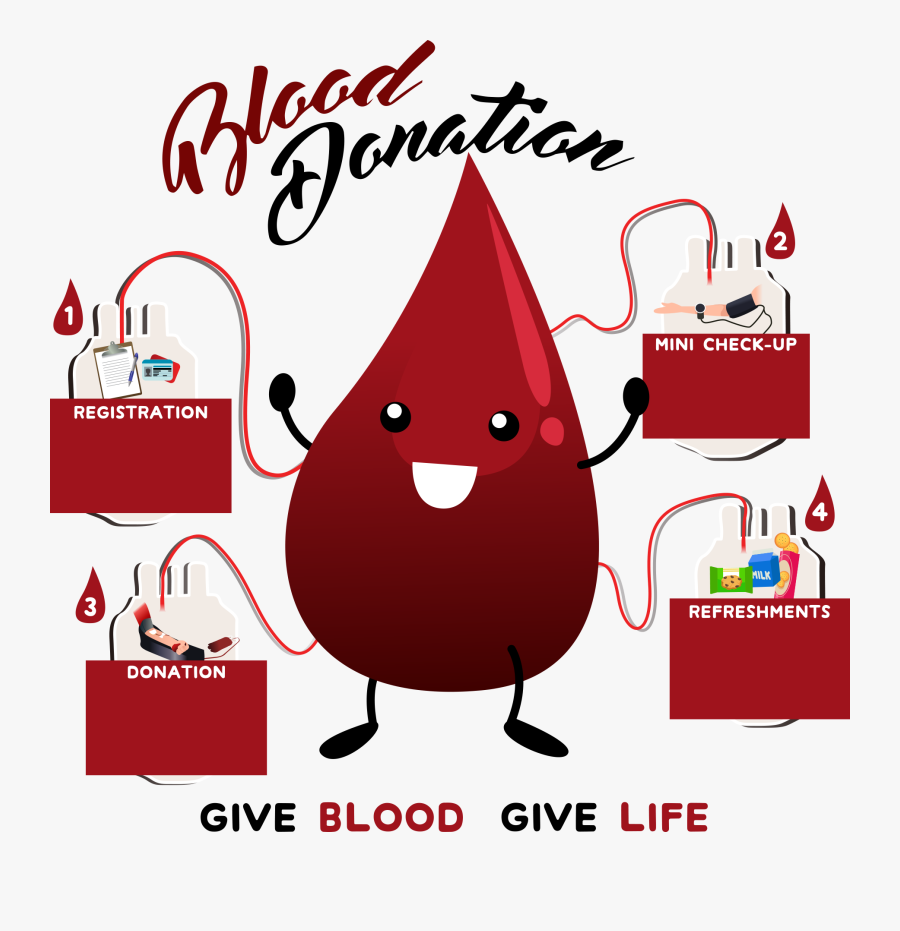 Blood
Donation
1
REGISTRATION
2
MINI CHECK-UP
3
DONATION
4
MILK
REFRESHMENTS
GIVE BLOOD GIVE LIFE